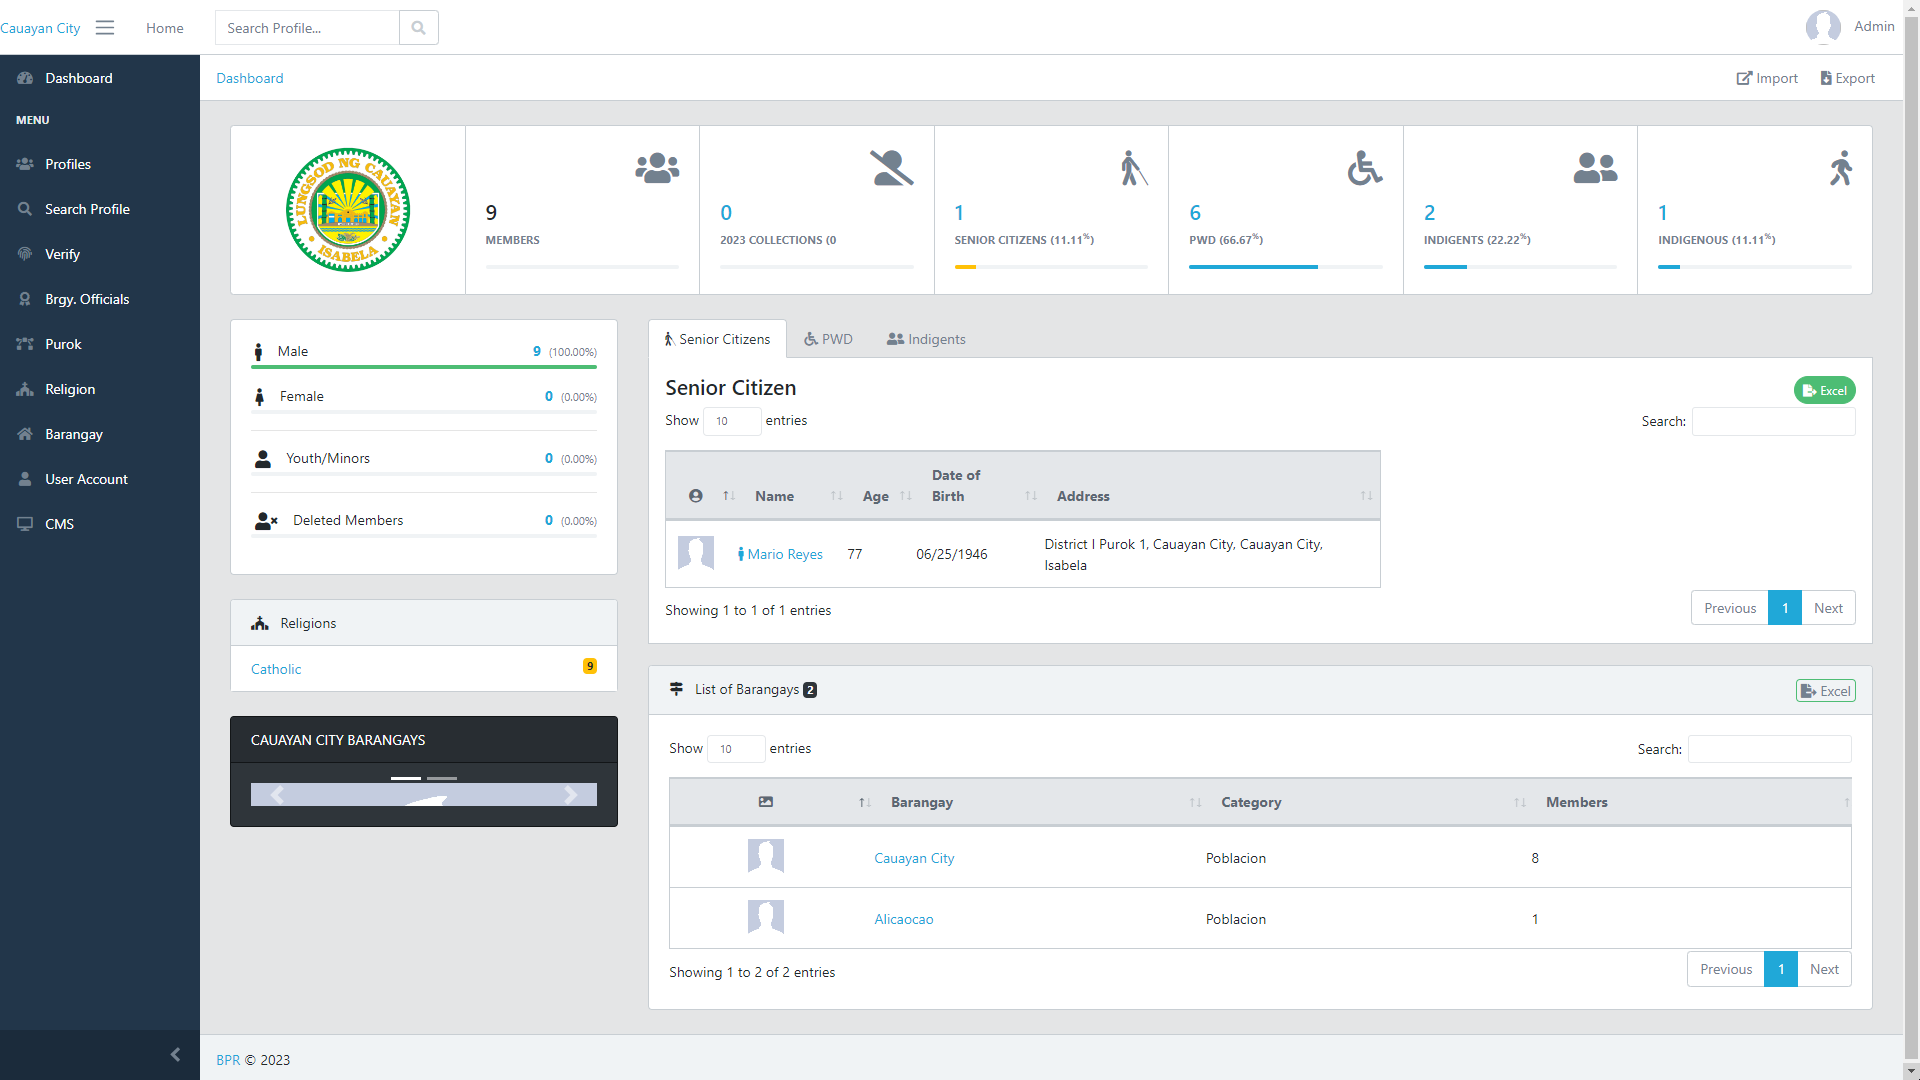 Cauayan City
Home
Search Profile...
Admin
Dashboard
MENU
Profiles
Search Profile
Verify
Brgy. Officials
Purok
Religion
Barangay
User Account
CMS
Dashboard
Import
Export
LUNGSOD NG CAUAYAN
ISABELA
9
MEMBERS
0
2023 COLLECTIONS (0
1
SENIOR CITIZENS (11.11%)
6
PWD (66.67%)
2
INDIGENTS (22.22%)
1
INDIGENOUS (11.11%)
Male 9 (100.00%)
Female 0 (0.00%)
Youth/Minors 0 (0.00%)
Deleted Members 0 (0.00%)
Religions
Catholic 9
CAUAYAN CITY BARANGAYS
Senior Citizens
PWD
Indigents
Senior Citizen
Excel
Show 10 entries
Search:
Name Age Date of Birth Address
Mario Reyes 77 06/25/1946 District I Purok 1, Cauayan City, Cauayan City,
Isabela
Showing 1 to 1 of 1 entries
Previous 1 Next
List of Barangays 2
Excel
Show 10 entries
Search:
Barangay Category Members
Cauayan City Poblacion 8
Alicaocao Poblacion 1
Showing 1 to 2 of 2 entries
Previous 1 Next
BPR © 2023